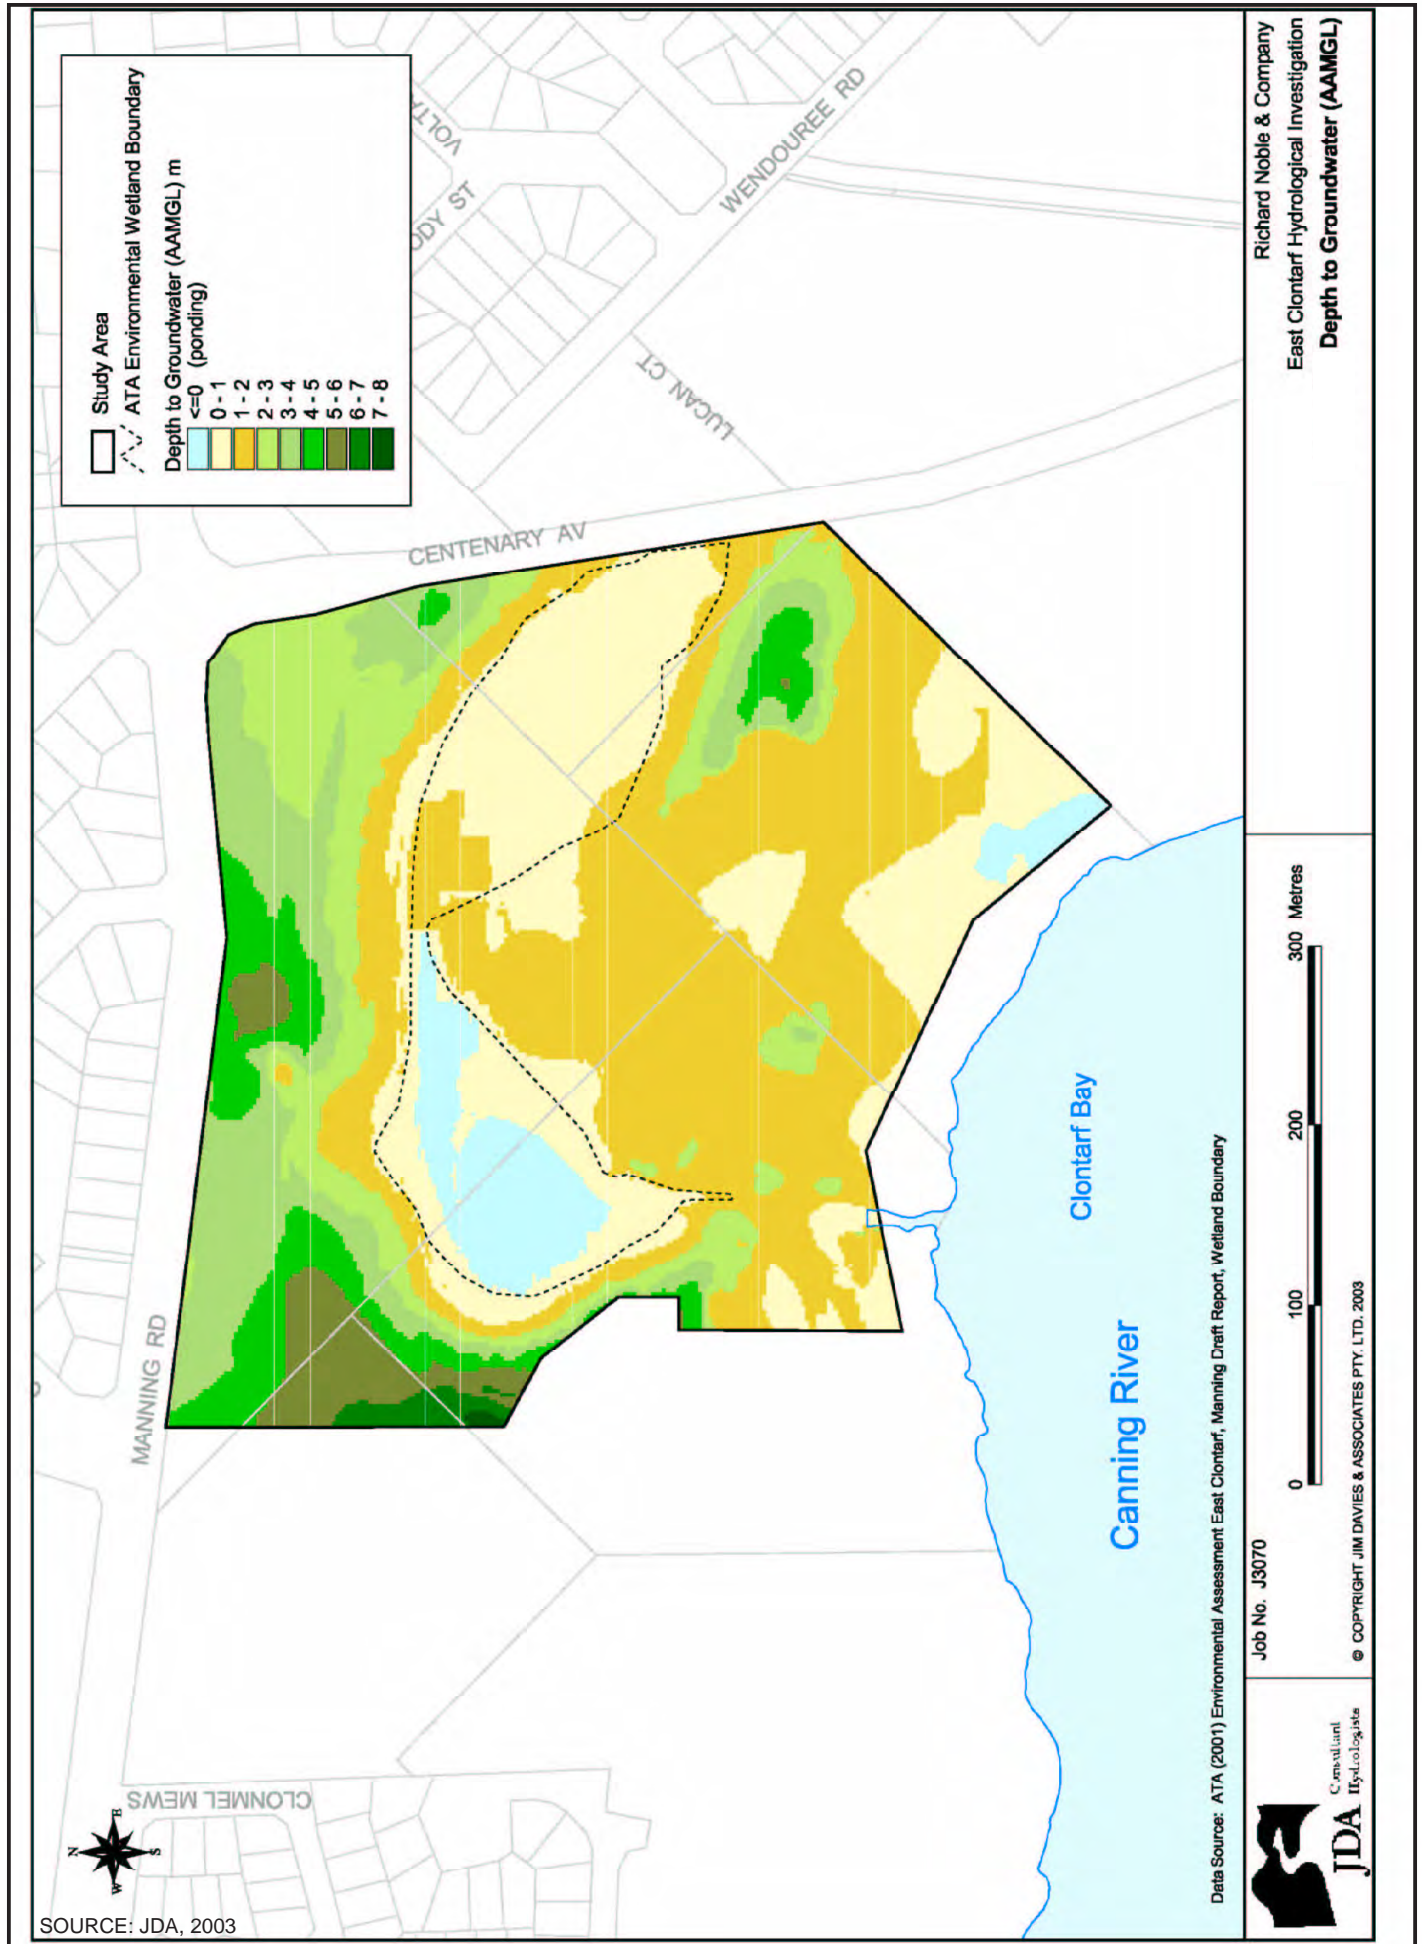 Study Area
ATA Environmental Wetland Boundary
Depth to Groundwater (AAMGL) m
<=0 (ponding)
0 - 1
1 - 2
2 - 3
3 - 4
4 - 5
5 - 6
6 - 7
7 - 8
VOLTA
ODY ST
WENDOUREE RD
LUCAN CT
CENTENARY AV
MANNING RD
CLONMEL MEWS
N
E
S
W
Clontarf Bay
Canning River
Data Source: ATA (2001) Environmental Assessment East Clontarf, Manning Draft Report, Wetland Boundary
JDA
Consultant
Hydrologists
Job No. J3070
0 100 200 300 Metres
© COPYRIGHT JIM DAVIES & ASSOCIATES PTY. LTD. 2003
Richard Noble & Company
East Clontarf Hydrological Investigation
Depth to Groundwater (AAMGL)
SOURCE: JDA, 2003